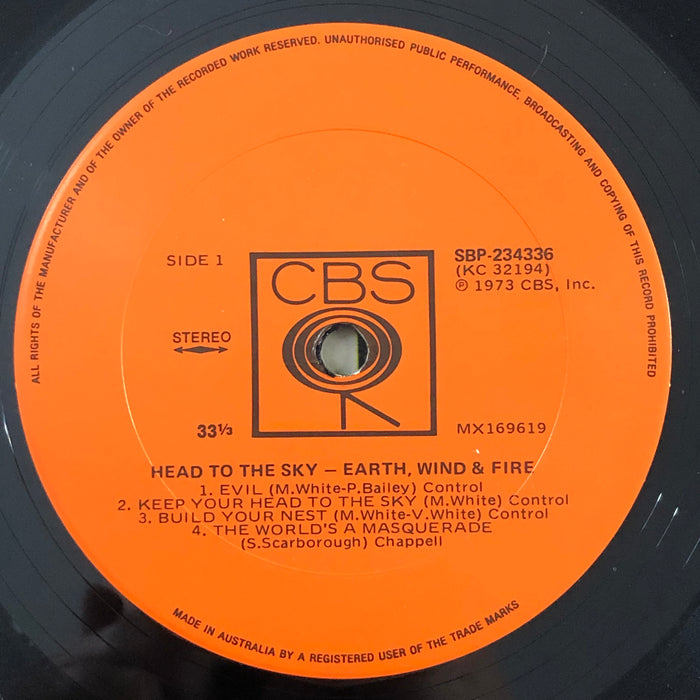 ALL RIGHTS OF THE MANUFACTURER AND OF THE OWNER OF THE RECORDED WORK RESERVED. UNAUTHORISED PUBLIC PERFORMANCE, BROADCASTING AND COPYING OF THIS RECORD PROHIBITED
SIDE 1
CBS
SBP-234336
(KC 32194)
℗ 1973 CBS, Inc.
STEREO
33⅓
MX169619
HEAD TO THE SKY – EARTH, WIND & FIRE
1. EVIL (M.White-P.Bailey) Control
2. KEEP YOUR HEAD TO THE SKY (M.White) Control
3. BUILD YOUR NEST (M.White-V.White) Control
4. THE WORLD'S A MASQUERADE
(S.Scarborough) Chappell
MADE IN AUSTRALIA BY A REGISTERED USER OF THE TRADE MARKS